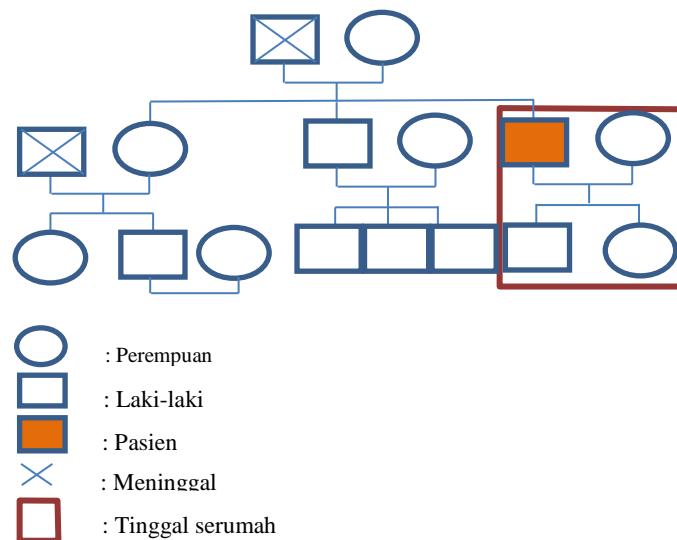 : Perempuan
: Laki-laki
: Pasien
: Meninggal
: Tinggal serumah